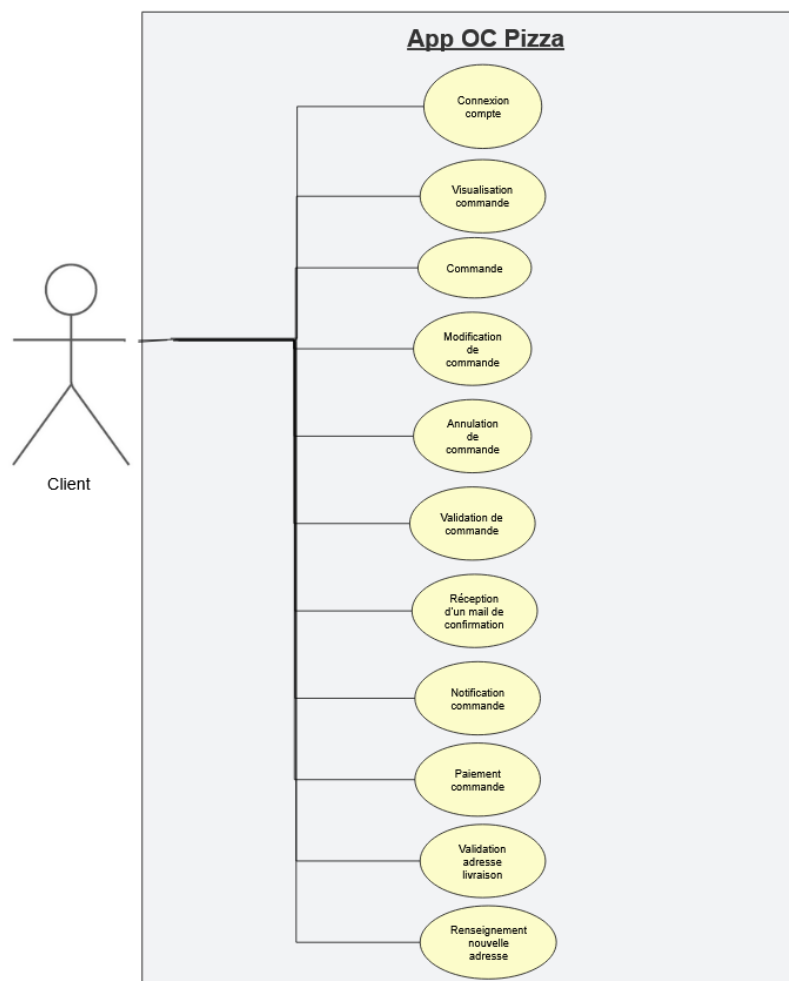 App OC Pizza
Connexion
compte
Visualisation
commande
Commande
Modification
de
commande
Annulation
de
commande
Validation de
commande
Réception
d'un mail de
confirmation
Notification
commande
Paiement
commande
Validation
adresse
livraison
Renseignement
nouvelle
adresse
Client